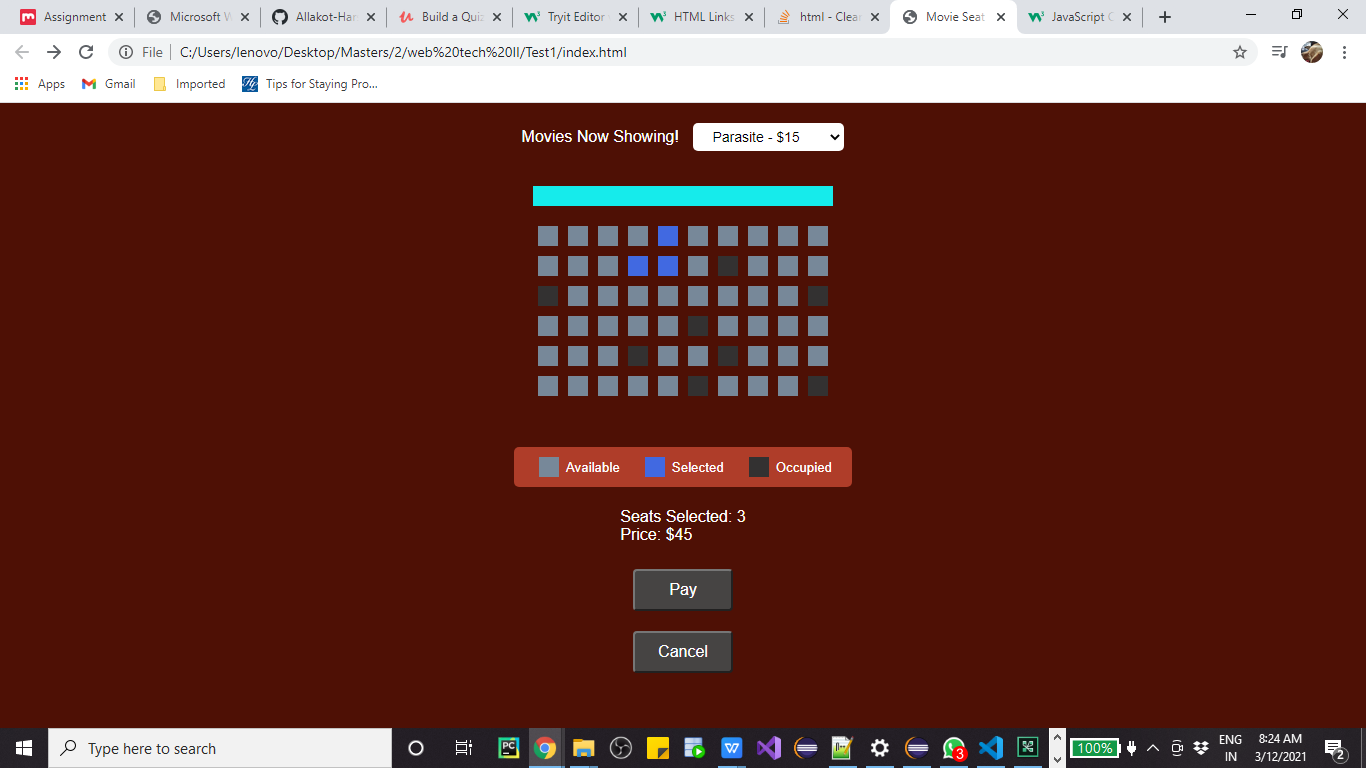 Assignment
Microsoft W
Allakot-Har
Build a Quiz
Tryit Editor
HTML Links
html - Clear
Movie Seat
JavaScript C
File
C:/Users/lenovo/Desktop/Masters/2/web%20tech%20II/Test1/index.html
Apps
Gmail
Imported
Tips for Staying Pro...
Movies Now Showing!
Parasite - $15
Available
Selected
Occupied
Seats Selected: 3
Price: $45
Pay
Cancel
Type here to search
PC
100%
3
ENG
IN
8:24 AM
3/12/2021
2